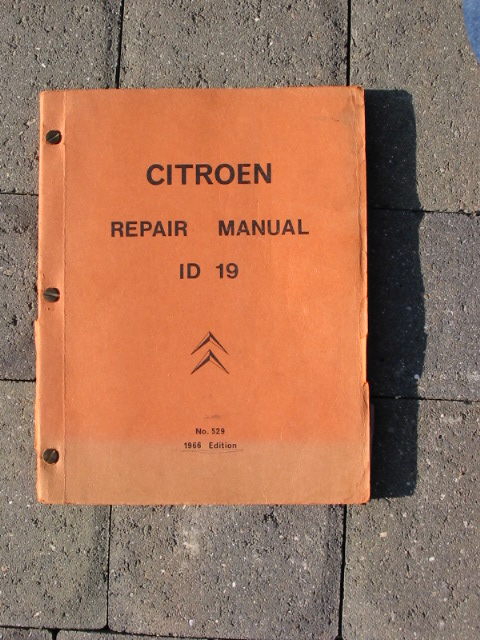 CITROEN
REPAIR MANUAL
ID 19
No. 529
1966 Edition